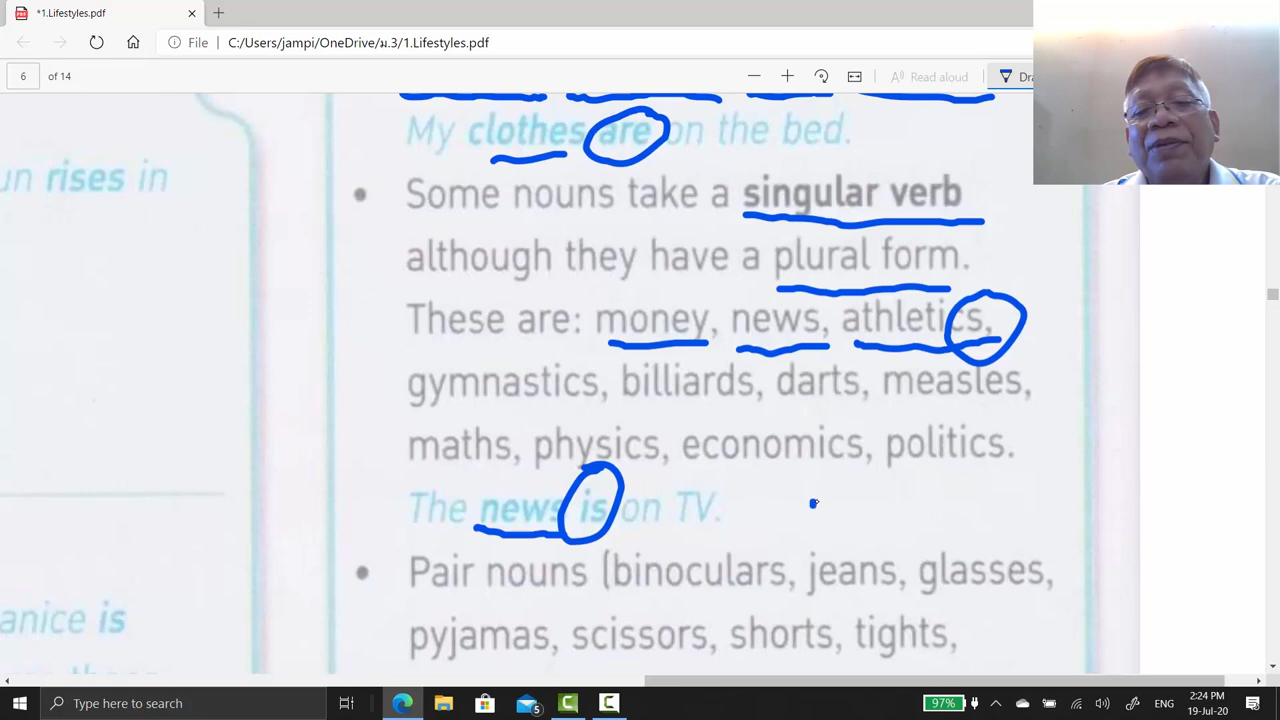 *1.Lifestyles.pdf
File C:/Users/jampi/OneDrive/ม.3/1.Lifestyles.pdf
6 of 14 Read aloud Dra
My clothes are on the bed.
un rises in
• Some nouns take a singular verb
although they have a plural form.
These are: money, news, athletics,
gymnastics, billiards, darts, measles,
maths, physics, economics, politics.
The news is on TV.
• Pair nouns (binoculars, jeans, glasses,
anice is
pyjamas, scissors, shorts, tights,
Type here to search
5
97%
ENG
2:24 PM
19-Jul-20